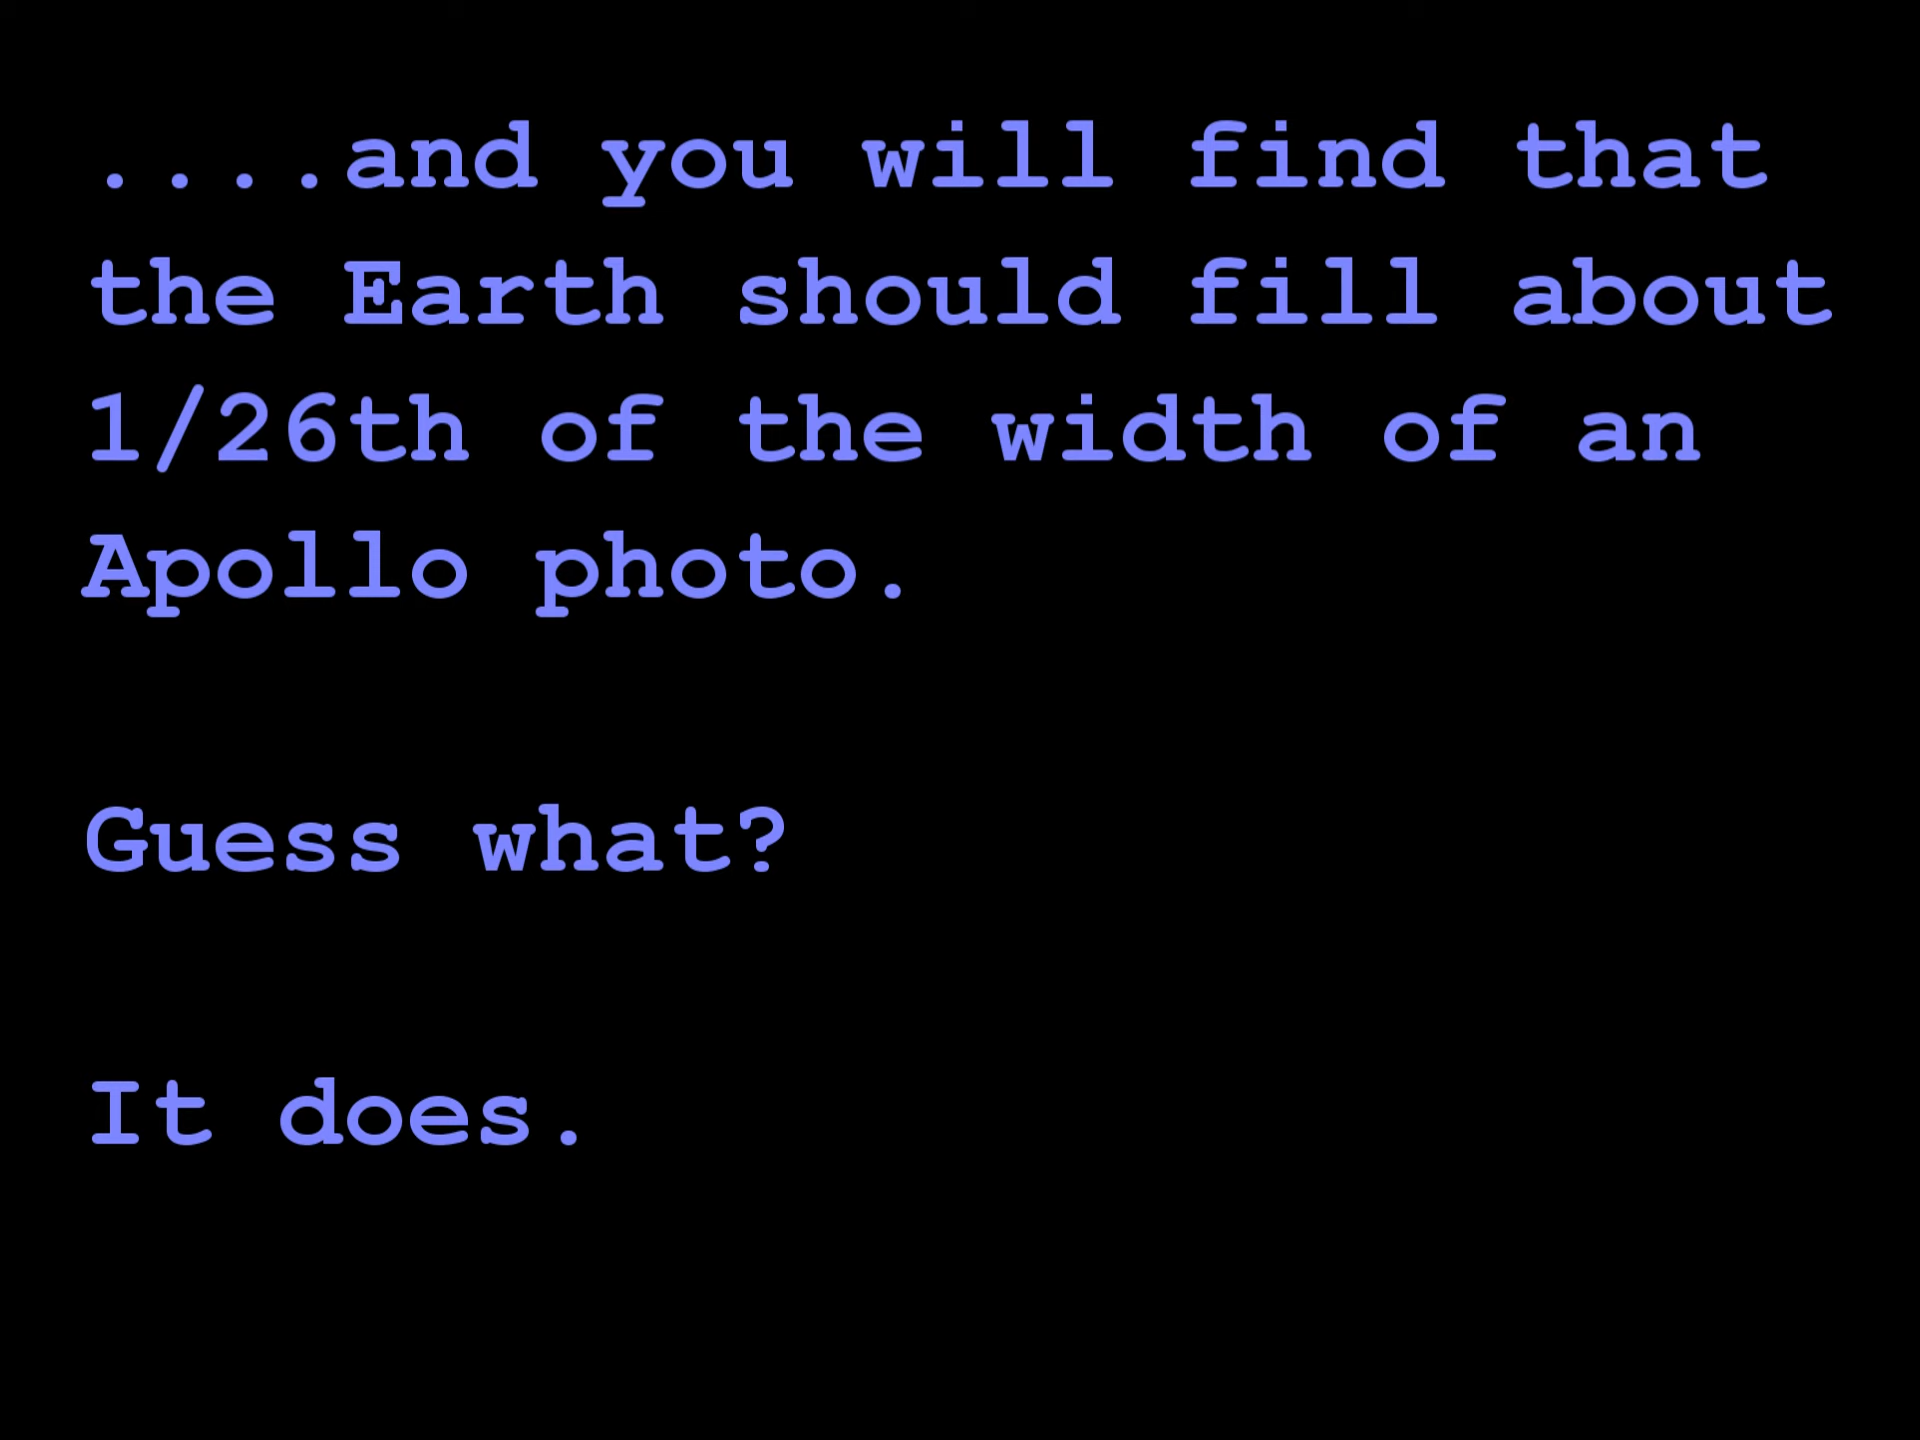 ....and you will find that
the Earth should fill about
1/26th of the width of an
Apollo photo.
Guess what?
It does.